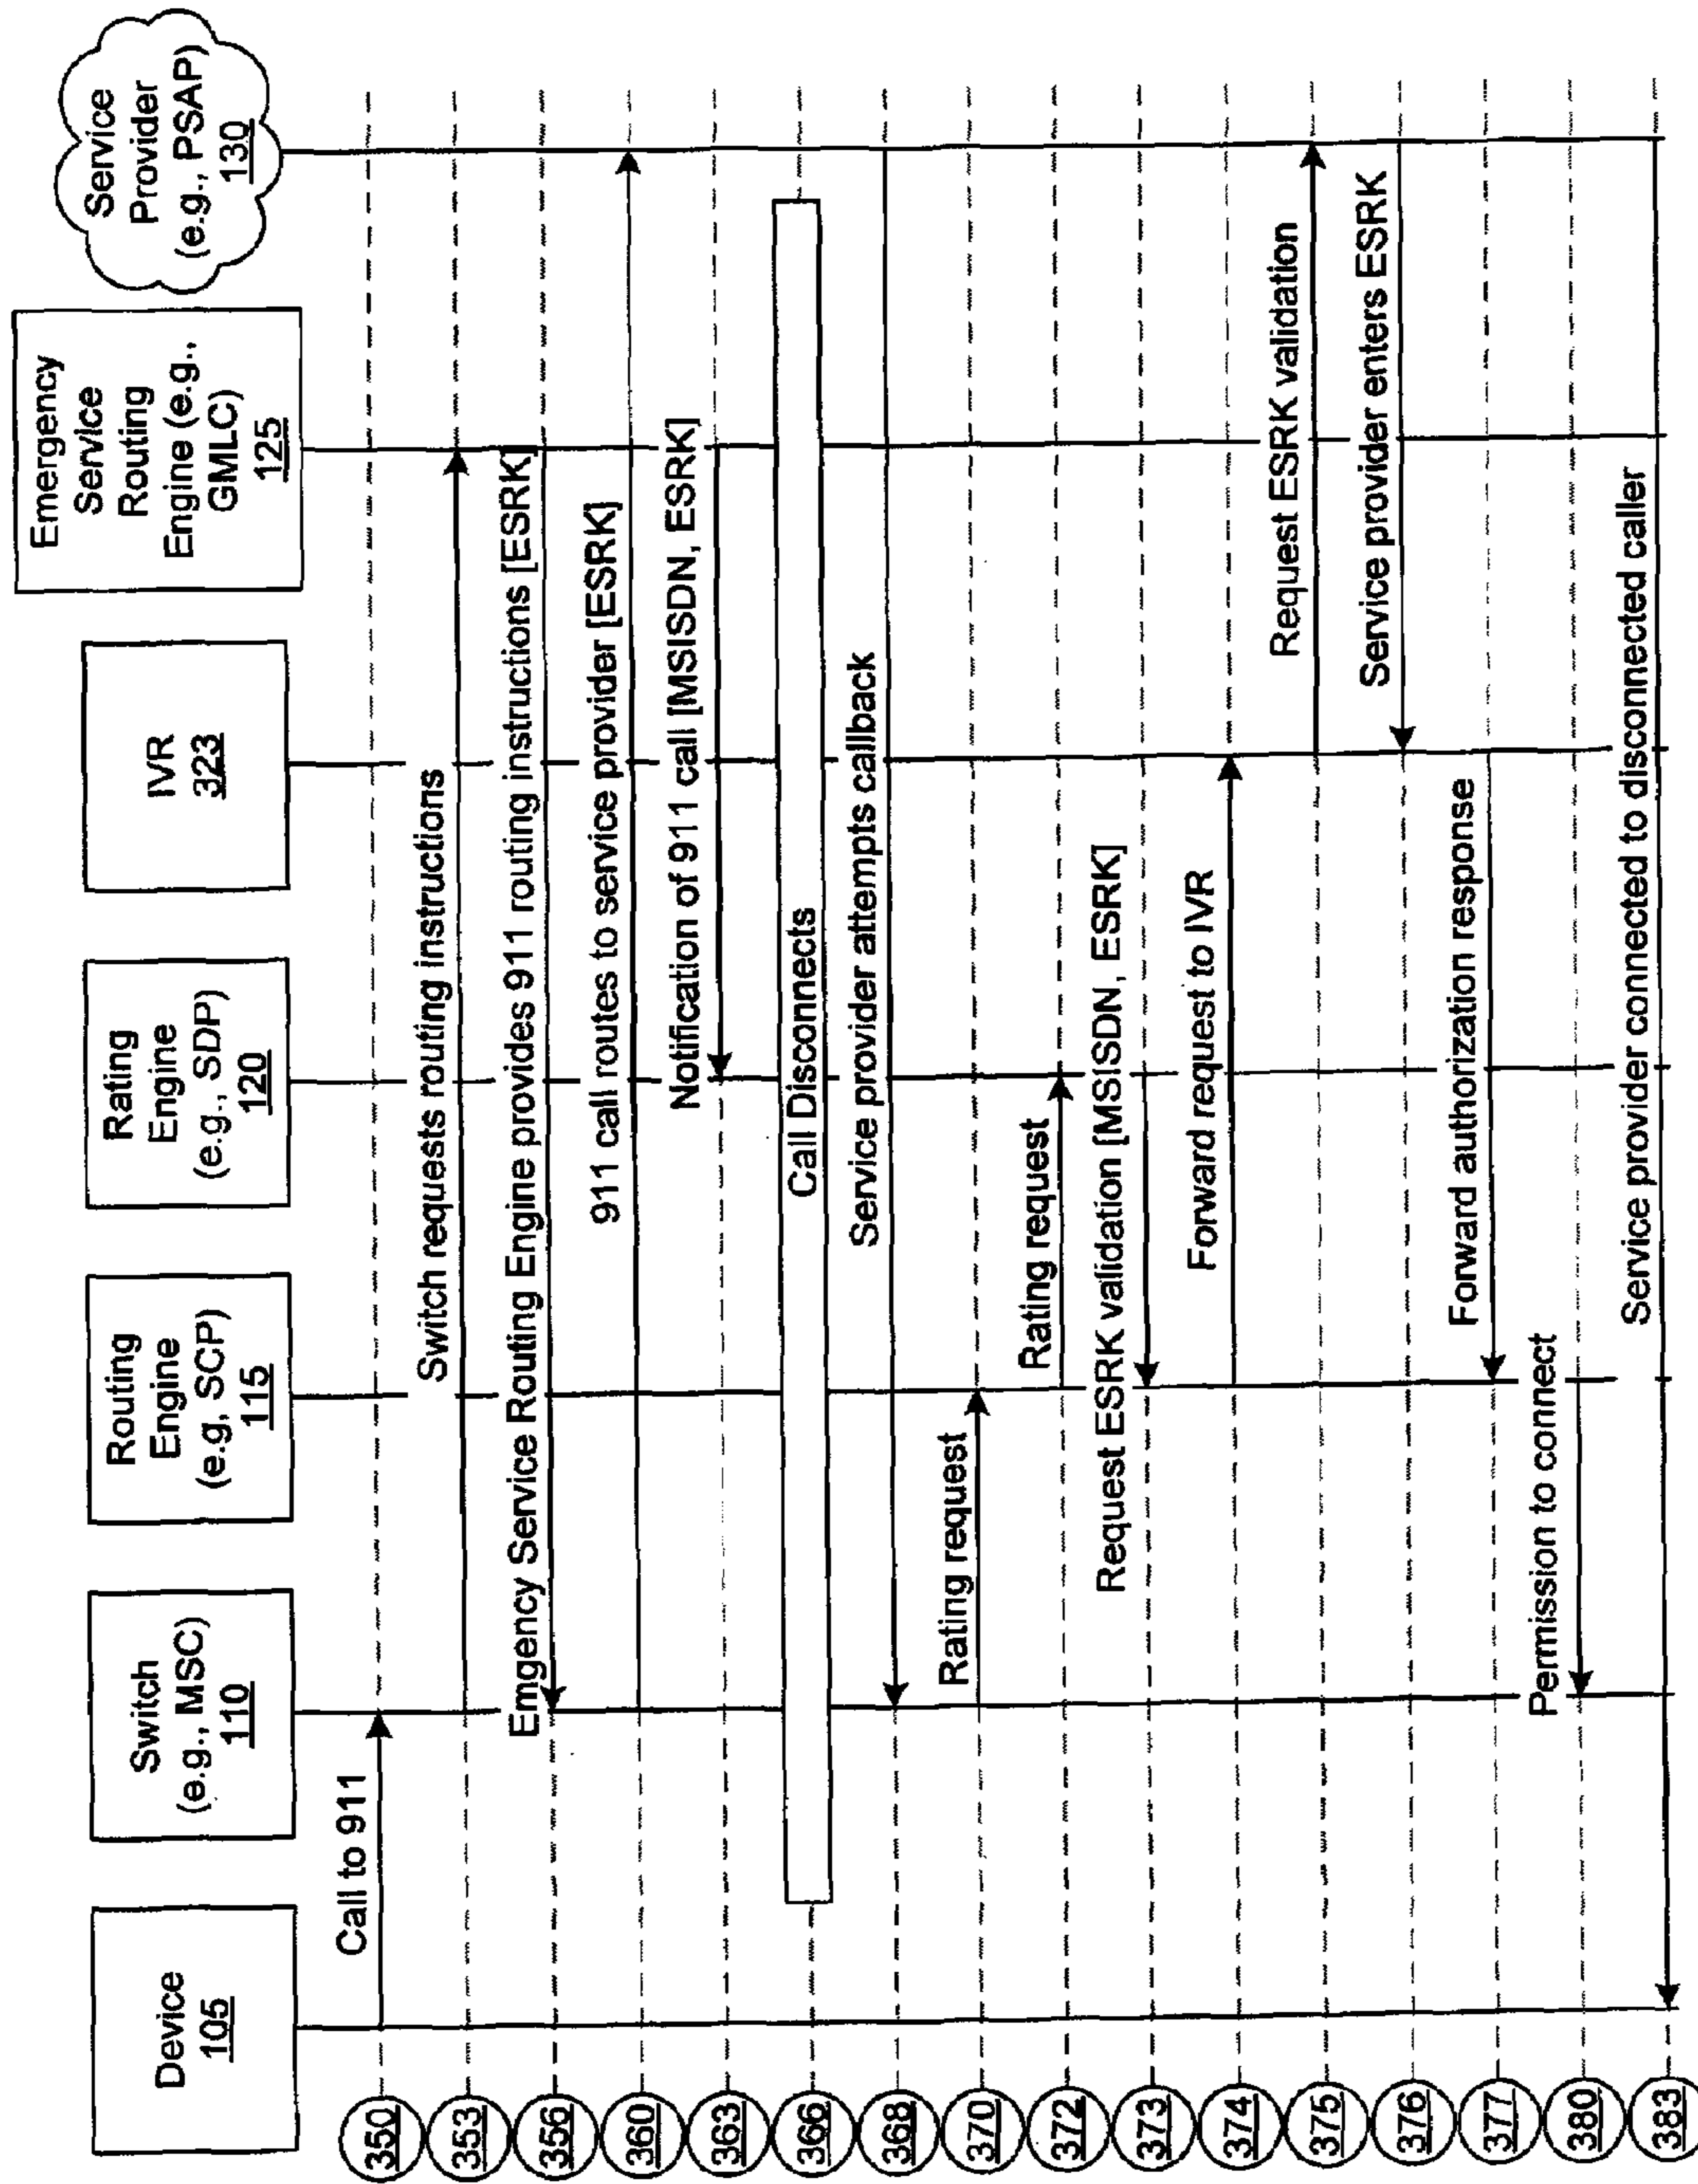 Device
105
Switch
(e.g., MSC)
110
Routing
Engine
(e.g, SCP)
115
Rating
Engine
(e.g., SDP)
120
IVR
323
Emergency
Service
Routing
Engine (e.g.,
GMLC)
125
Service
Provider
(e.g., PSAP)
130
350
Call to 911
353
Switch requests routing instructions
356
Emgency Service Routing Engine provides 911 routing instructions [ESRK]
360
911 call routes to service provider [ESRK]
363
Notification of 911 call [MSISDN, ESRK]
366
Call Disconnects
368
Service provider attempts callback
370
Rating request
372
Rating request
373
Request ESRK validation [MSISDN, ESRK]
374
Forward request to IVR
375
Request ESRK validation
376
Service provider enters ESRK
377
Forward authorization response
380
Permission to connect
383
Service provider connected to disconnected caller